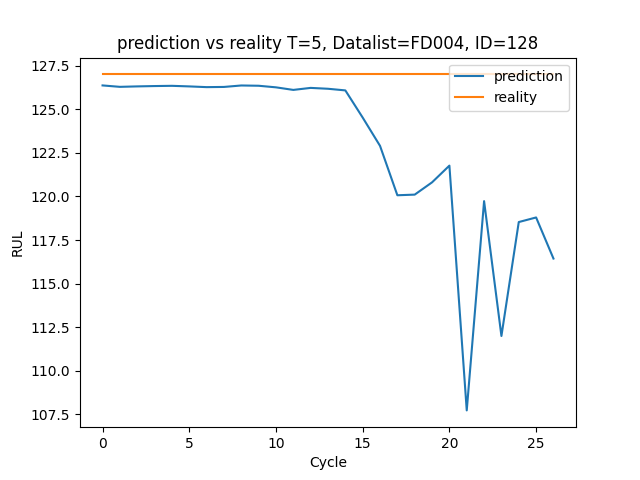 prediction vs reality T=5, Datalist=FD004, ID=128
127.5
125.0
122.5
120.0
117.5
115.0
112.5
110.0
107.5
RUL
prediction
reality
0 5 10 15 20 25
Cycle